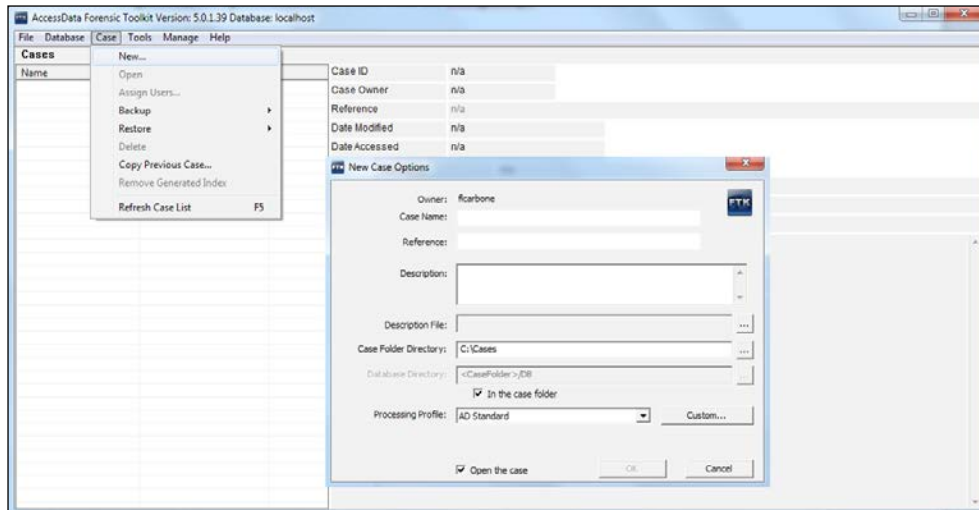 AccessData Forensic Toolkit Version: 5.0.1.39 Database: localhost
File Database Case Tools Manage Help
Cases
Name
New...
Open
Assign Users...
Backup
Restore
Delete
Copy Previous Case...
Remove Generated Index
Refresh Case List F5
Case ID n/a
Case Owner n/a
Reference n/a
Date Modified n/a
Date Accessed n/a
FTK New Case Options
Owner: flcarbone
FTK
Case Name:
Reference:
Description:
Description File: ...
Case Folder Directory: C:\Cases ...
Database Directory: <CaseFolder>/DB ...
In the case folder
Processing Profile: AD Standard Custom...
Open the case OK Cancel